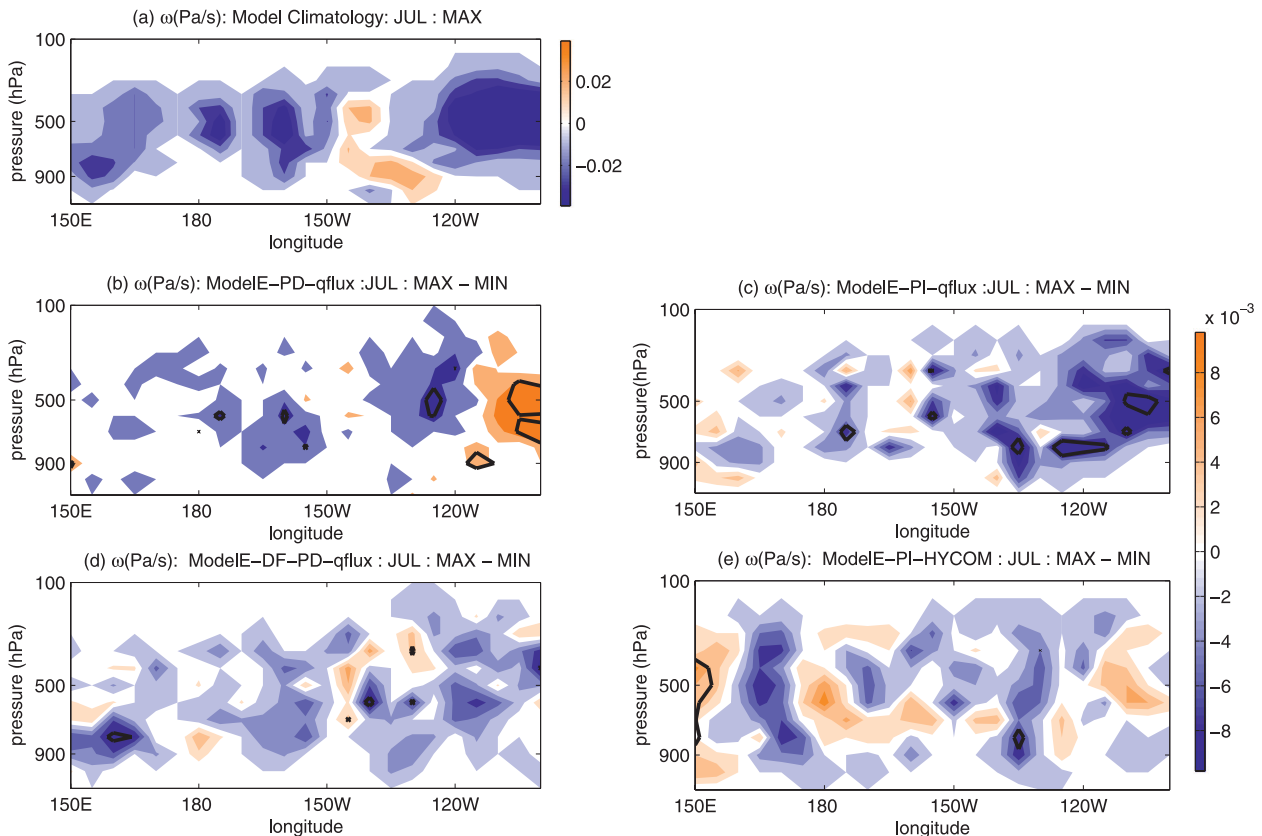 (a) ω(Pa/s): Model Climatology: JUL : MAX
100
500
900
pressure (hPa)
150E 180 150W 120W
longitude
0.02
0
−0.02
(b) ω(Pa/s): ModelE−PD−qflux :JUL : MAX − MIN
100
500
900
pressure (hPa)
150E 180 150W 120W
longitude
(c) ω(Pa/s): ModelE−PI−qflux :JUL : MAX − MIN
100
500
900
pressure(hPa)
150E 180 150W 120W
longitude
x 10⁻³
8
6
4
2
0
−2
−4
−6
−8
(d) ω(Pa/s): ModelE−DF−PD−qflux : JUL : MAX − MIN
100
500
900
pressure (hPa)
150E 180 150W 120W
longitude
(e) ω(Pa/s): ModelE−PI−HYCOM : JUL : MAX − MIN
100
500
900
pressure (hPa)
150E 180 150W 120W
longitude